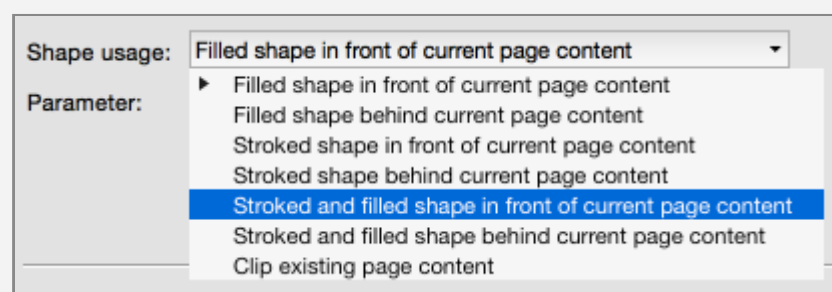 Shape usage: Filled shape in front of current page content
Parameter: Filled shape in front of current page content
Filled shape behind current page content
Stroked shape in front of current page content
Stroked shape behind current page content
Stroked and filled shape in front of current page content
Stroked and filled shape behind current page content
Clip existing page content